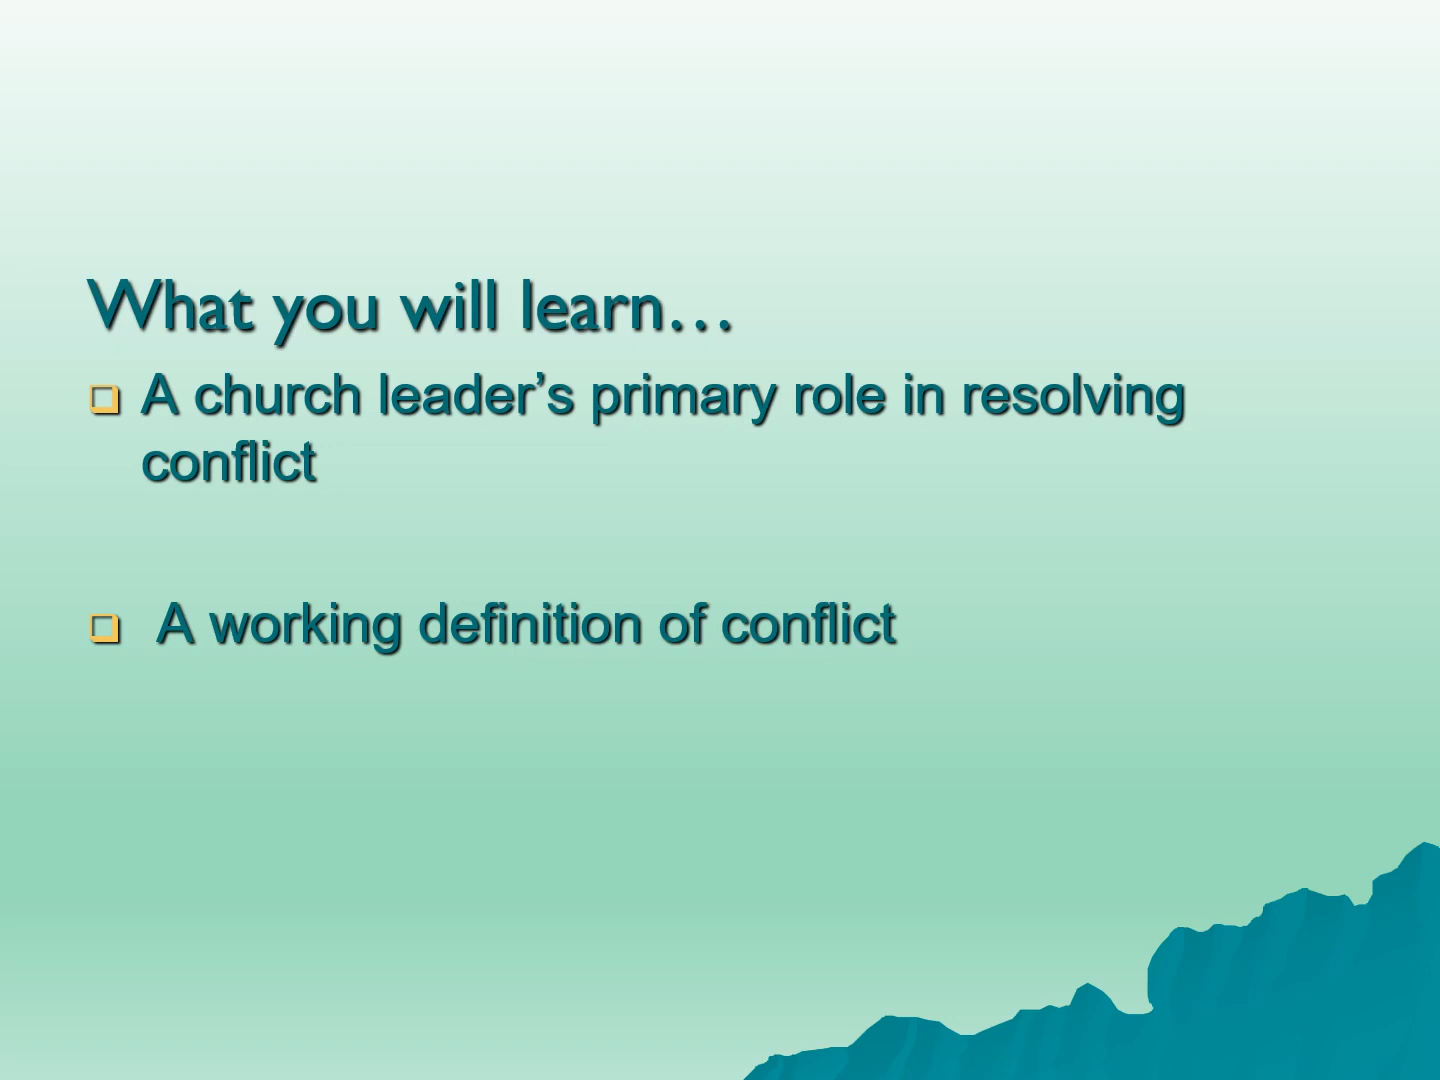 What you will learn…
A church leader’s primary role in resolving
conflict
A working definition of conflict